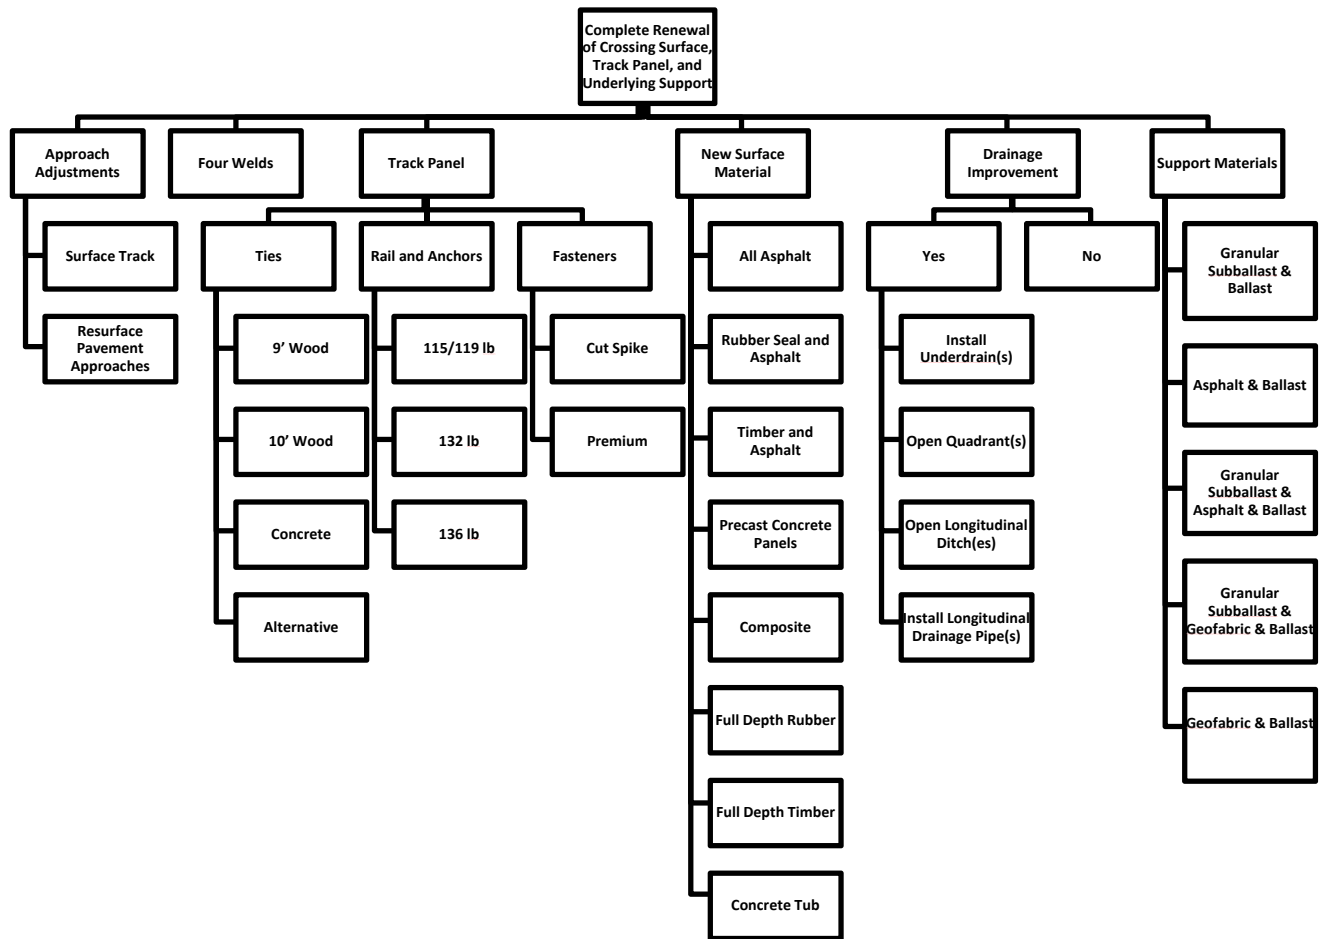 Complete Renewal
of Crossing Surface,
Track Panel, and
Underlying Support
Approach
Adjustments
Four Welds
Track Panel
New Surface
Material
Drainage
Improvement
Support Materials
Surface Track
Resurface
Pavement
Approaches
Ties
9’ Wood
10’ Wood
Concrete
Alternative
Rail and Anchors
115/119 lb
132 lb
136 lb
Fasteners
Cut Spike
Premium
All Asphalt
Rubber Seal and
Asphalt
Timber and
Asphalt
Precast Concrete
Panels
Composite
Full Depth Rubber
Full Depth Timber
Concrete Tub
Yes
Install
Underdrain(s)
Open Quadrant(s)
Open Longitudinal
Ditch(es)
Install Longitudinal
Drainage Pipe(s)
No
Granular
Subballast &
Ballast
Asphalt & Ballast
Granular
Subballast &
Asphalt & Ballast
Granular
Subballast &
Geofabric & Ballast
Geofabric & Ballast